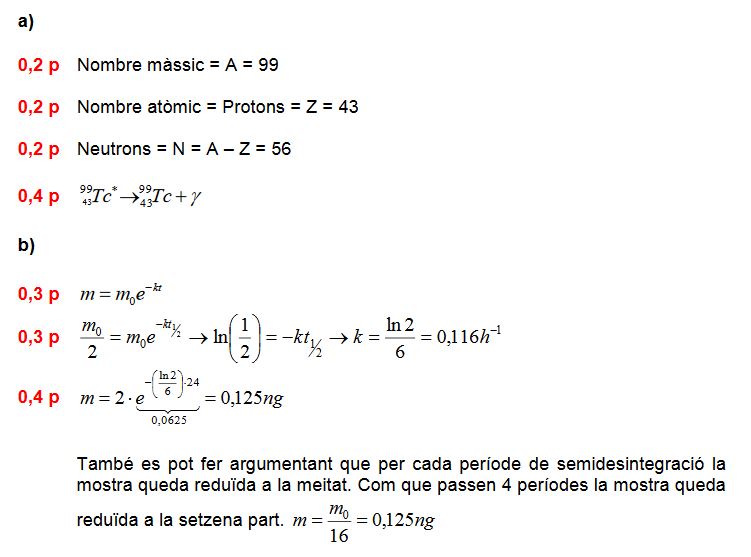 a)
0,2 p Nombre màssic = A = 99
0,2 p Nombre atòmic = Protons = Z = 43
0,2 p Neutrons = N = A – Z = 56
0,4 p $^{99}_{43}Tc^{*} \rightarrow ^{99}_{43}Tc + \gamma$
b)
0,3 p $m = m_0 e^{-kt}$
0,3 p $\frac{m_0}{2} = m_0 e^{-kt_{1/2}} \rightarrow \ln\left(\frac{1}{2}\right) = -kt_{1/2} \rightarrow k = \frac{\ln 2}{6} = 0,116h^{-1}$
0,4 p $m = 2 \cdot \underbrace{e^{-\left(\frac{\ln 2}{6}\right) \cdot 24}}_{0,0625} = 0,125ng$
També es pot fer argumentant que per cada període de semidesintegració la
mostra queda reduïda a la meitat. Com que passen 4 períodes la mostra queda
reduïda a la setzena part. $m = \frac{m_0}{16} = 0,125ng$